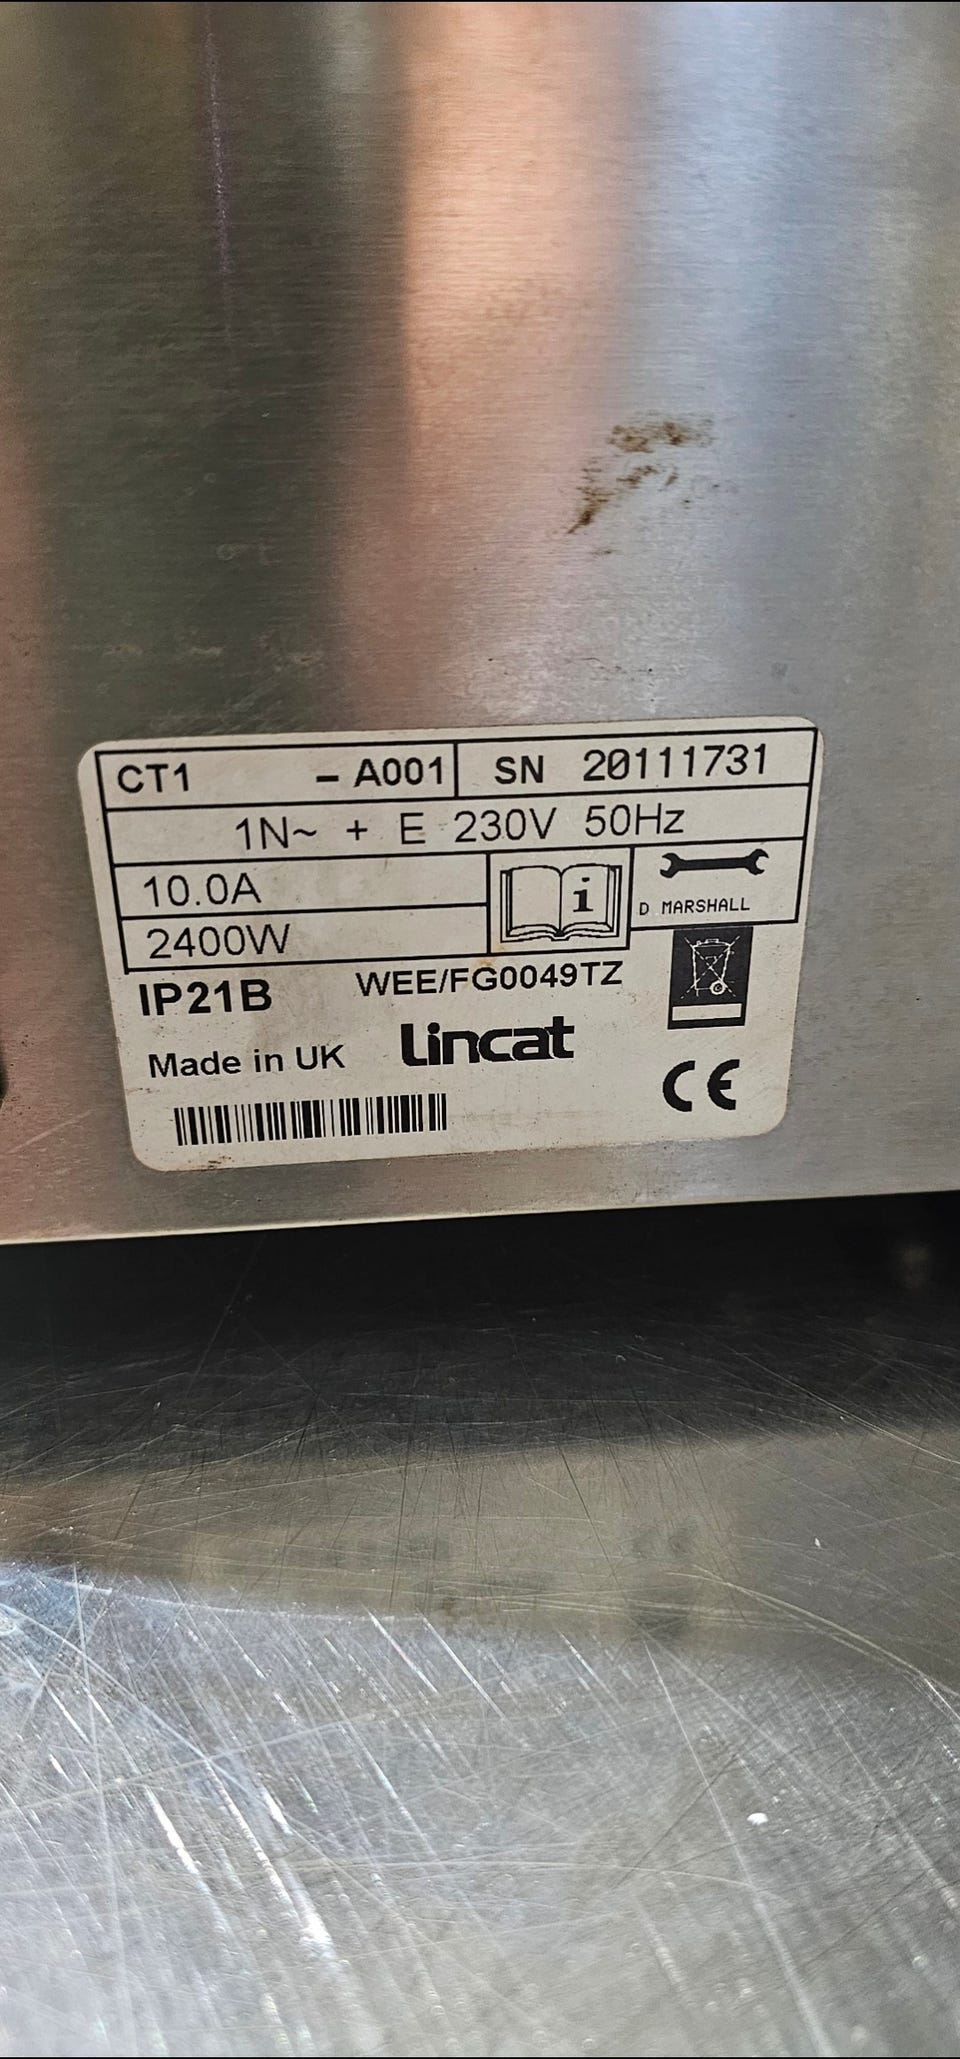 CT1 – A001 SN 20111731
1N~ + E 230V 50Hz
10.0A
i
D MARSHALL
2400W
IP21B WEE/FG0049TZ
Made in UK Lincat
CE